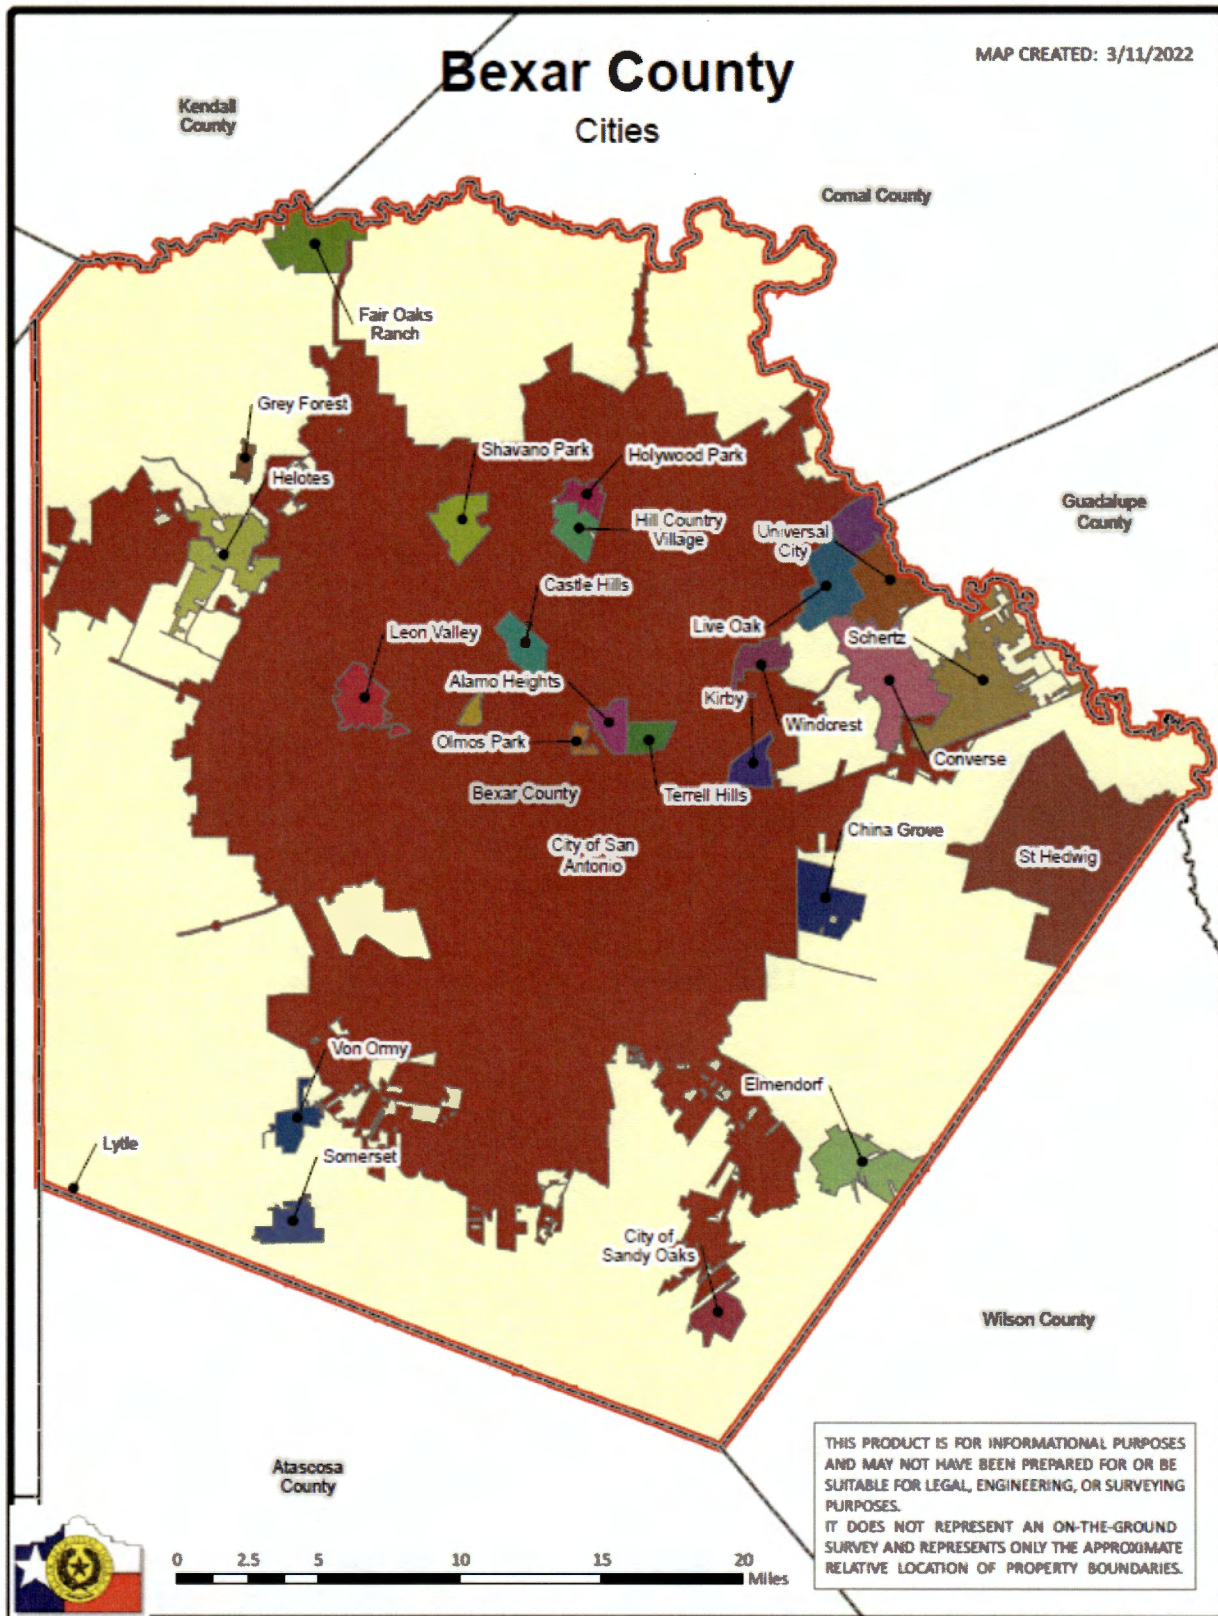 Bexar County
Cities
MAP CREATED: 3/11/2022
Kendall
County
Comal County
Fair Oaks
Ranch
Grey Forest
Helotes
Shavano Park
Holywood Park
Hill Country
Village
Universal
City
Guadalupe
County
Castle Hills
Leon Valley
Live Oak
Schertz
Alamo Heights
Kirby
Windcrest
Olmos Park
Converse
Bexar County
Terrell Hills
City of San
Antonio
China Grove
St Hedwig
Von Ormy
Elmendorf
Lytle
Somerset
City of
Sandy Oaks
Wilson County
Atascosa
County
THIS PRODUCT IS FOR INFORMATIONAL PURPOSES
AND MAY NOT HAVE BEEN PREPARED FOR OR BE
SUITABLE FOR LEGAL, ENGINEERING, OR SURVEYING
PURPOSES.
IT DOES NOT REPRESENT AN ON-THE-GROUND
SURVEY AND REPRESENTS ONLY THE APPROXIMATE
RELATIVE LOCATION OF PROPERTY BOUNDARIES.
0 2.5 5 10 15 20
Miles